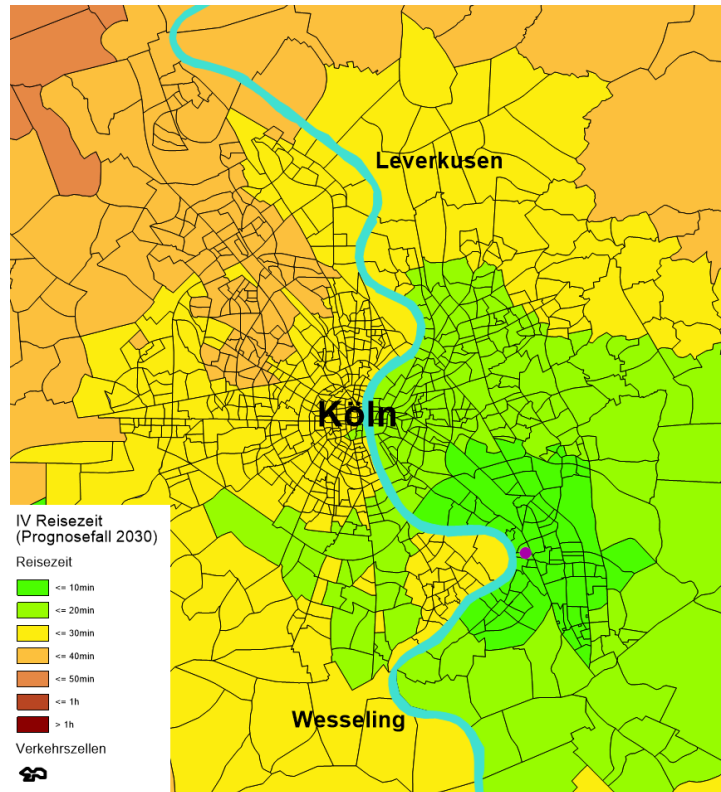 Leverkusen
Köln
Wesseling
IV Reisezeit
(Prognosefall 2030)
Reisezeit
<= 10min
<= 20min
<= 30min
<= 40min
<= 50min
<= 1h
> 1h
Verkehrszellen